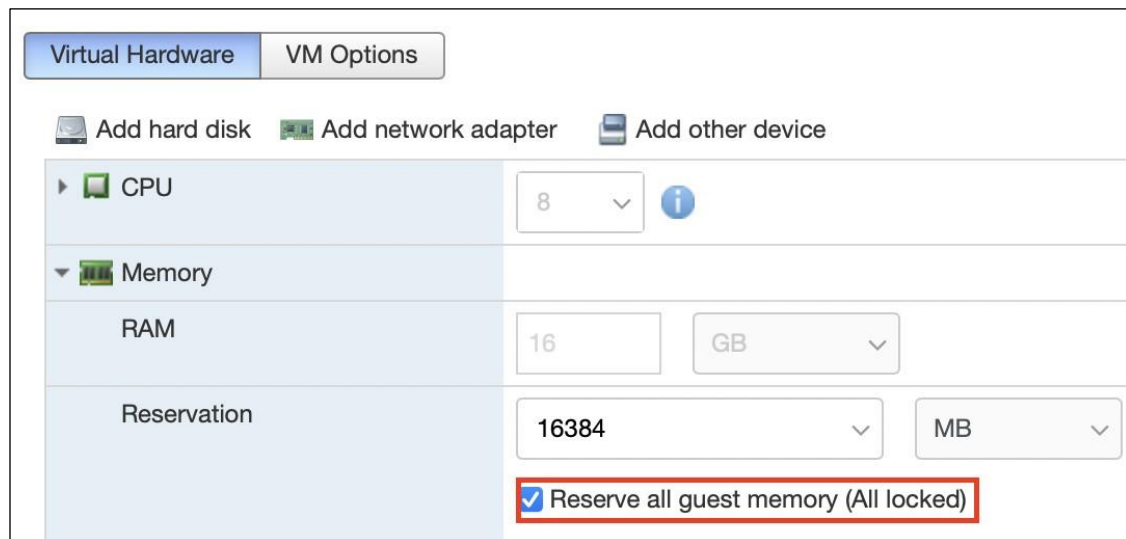 Virtual Hardware VM Options
Add hard disk Add network adapter Add other device
CPU 8 i
Memory
RAM 16 GB
Reservation 16384 MB
Reserve all guest memory (All locked)